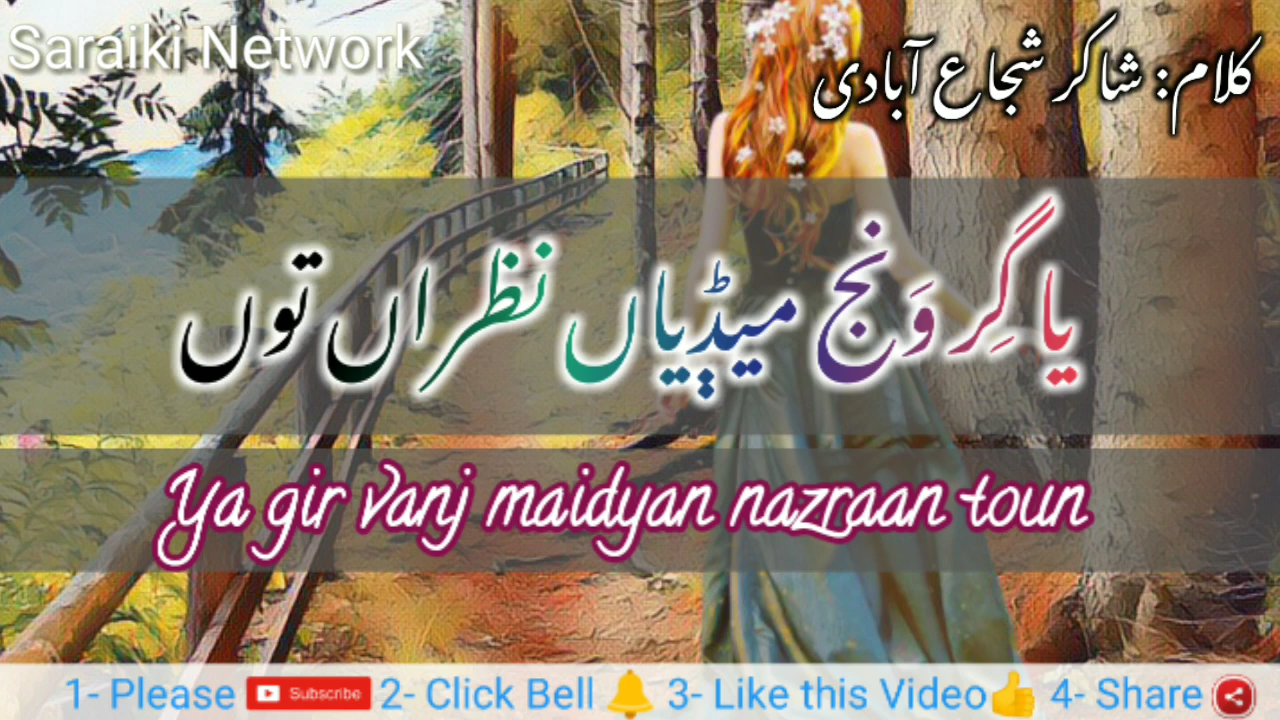 Saraiki Network
کلام: شاکر شجاع آبادی
یا گِر وَنج میڈیاں نظراں توں
Ya gir vanj maidyan nazraan toun
1- Please Subscribe 2- Click Bell 3- Like this Video 4- Share